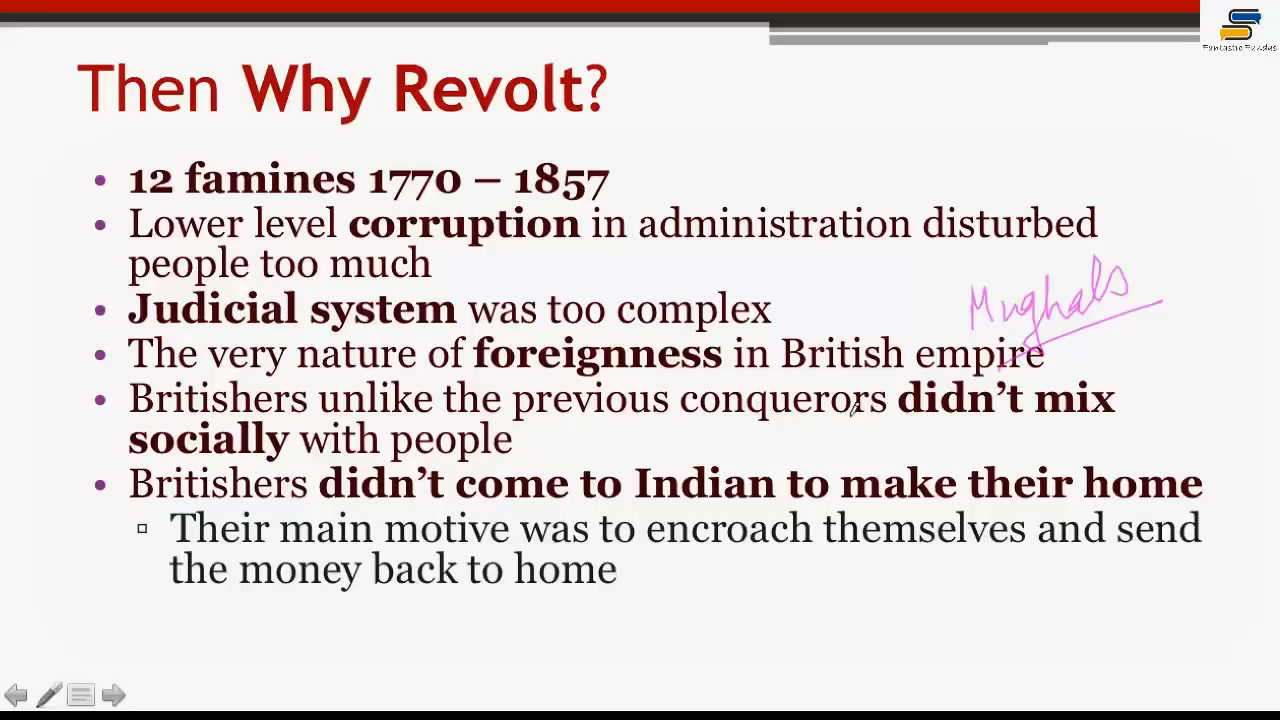 Then Why Revolt?
• 12 famines 1770 – 1857
• Lower level corruption in administration disturbed
people too much
• Judicial system was too complex
Mughals
• The very nature of foreignness in British empire
• Britishers unlike the previous conquerors didn't mix
socially with people
• Britishers didn't come to Indian to make their home
▫ Their main motive was to encroach themselves and send
the money back to home